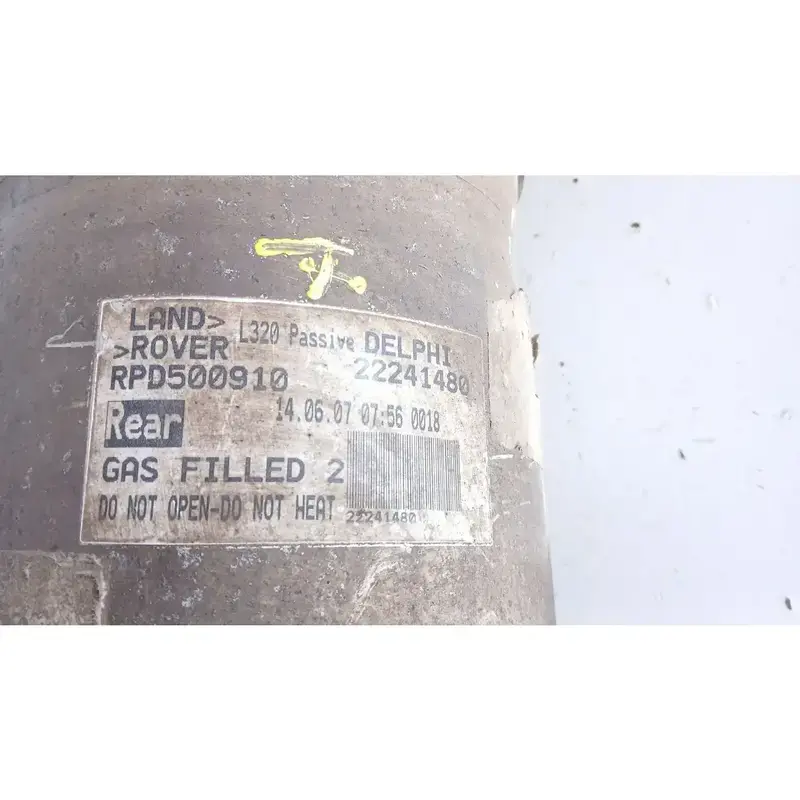 LAND>
>ROVER
L320 Passive DELPHI
RPD500910 22241480
14.06.07 07:56 0018
Rear
GAS FILLED 2
DO NOT OPEN-DO NOT HEAT
22241480